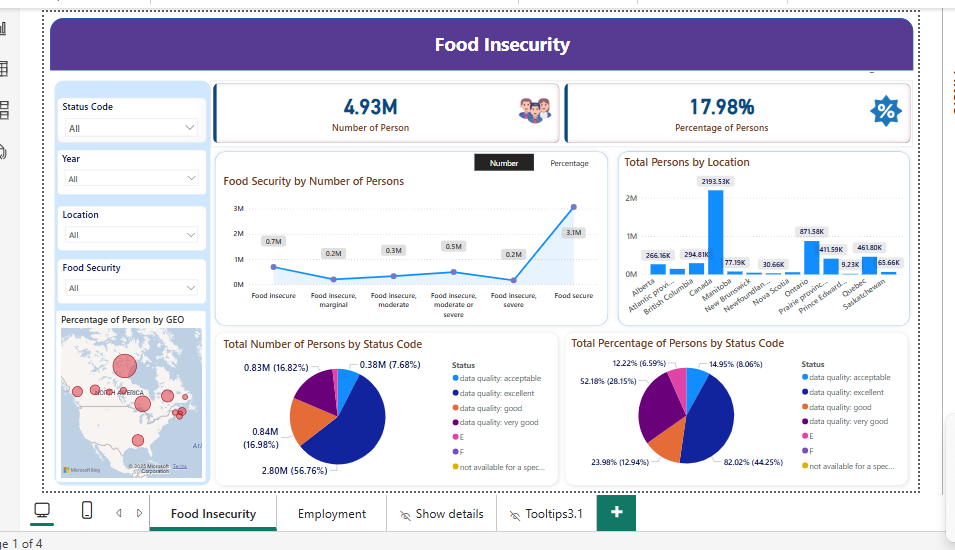 Food Insecurity
Status Code
All
Year
All
Location
All
Food Security
All
Percentage of Person by GEO
NORTH AMERICA
Atl
Microsoft Bing
© 2025 Microsoft Corporation Terms
4.93M
Number of Person
17.98%
Percentage of Persons
Number Percentage
Food Security by Number of Persons
3M
2M
1M
0M
0.7M
0.2M
0.3M
0.5M
0.2M
3.1M
Food insecure
Food insecure, marginal
Food insecure, moderate
Food insecure, moderate or severe
Food insecure, severe
Food secure
Total Persons by Location
2M
1M
0M
266.16K
294.81K
2193.53K
77.19K
30.66K
871.58K
411.59K
9.23K
461.80K
65.66K
Alberta
Atlantic provi...
British Columbia
Canada
Manitoba
New Brunswick
Newfoundlan...
Nova Scotia
Ontario
Prairie provinc...
Prince Edward...
Quebec
Saskatchewan
Total Number of Persons by Status Code
0.83M (16.82%)
0.38M (7.68%)
0.84M
(16.98%)
2.80M (56.76%)
Status
data quality: acceptable
data quality: excellent
data quality: good
data quality: very good
E
F
not available for a spec...
Total Percentage of Persons by Status Code
12.22% (6.59%)
14.95% (8.06%)
52.18% (28.15%)
23.98% (12.94%)
82.02% (44.25%)
Status
data quality: acceptable
data quality: excellent
data quality: good
data quality: very good
E
F
not available for a spec...
Food Insecurity
Employment
Show details
Tooltips3.1
+
ge 1 of 4